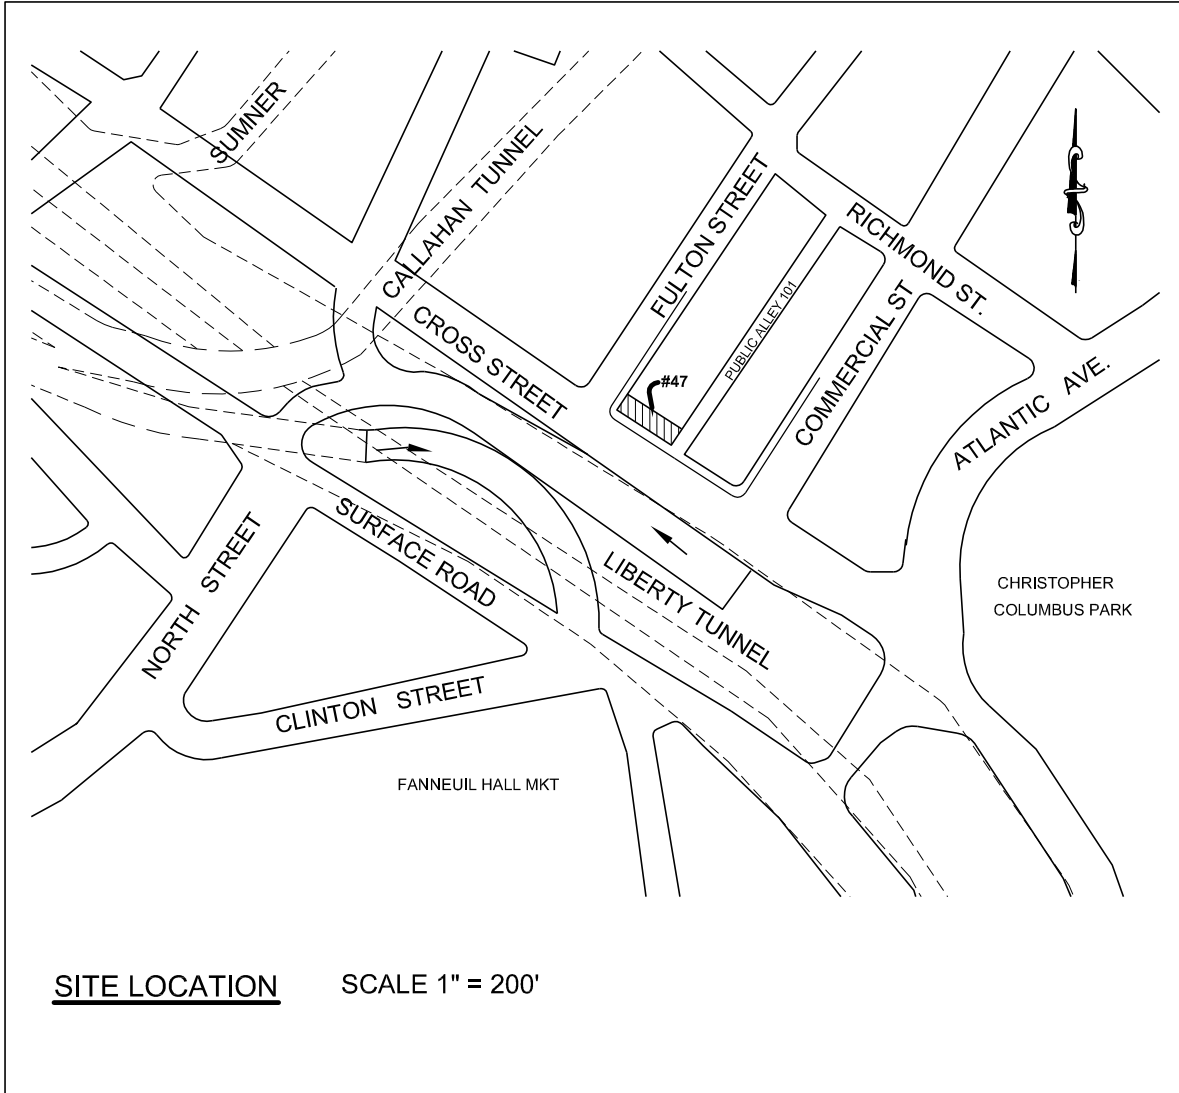 SUMNER
CALLAHAN TUNNEL
FULTON STREET
RICHMOND ST.
CROSS STREET
PUBLIC ALLEY 101
COMMERCIAL ST
#47
ATLANTIC AVE.
SURFACE ROAD
NORTH STREET
LIBERTY TUNNEL
CHRISTOPHER
COLUMBUS PARK
CLINTON STREET
FANNEUIL HALL MKT
SITE LOCATION
SCALE 1" = 200'